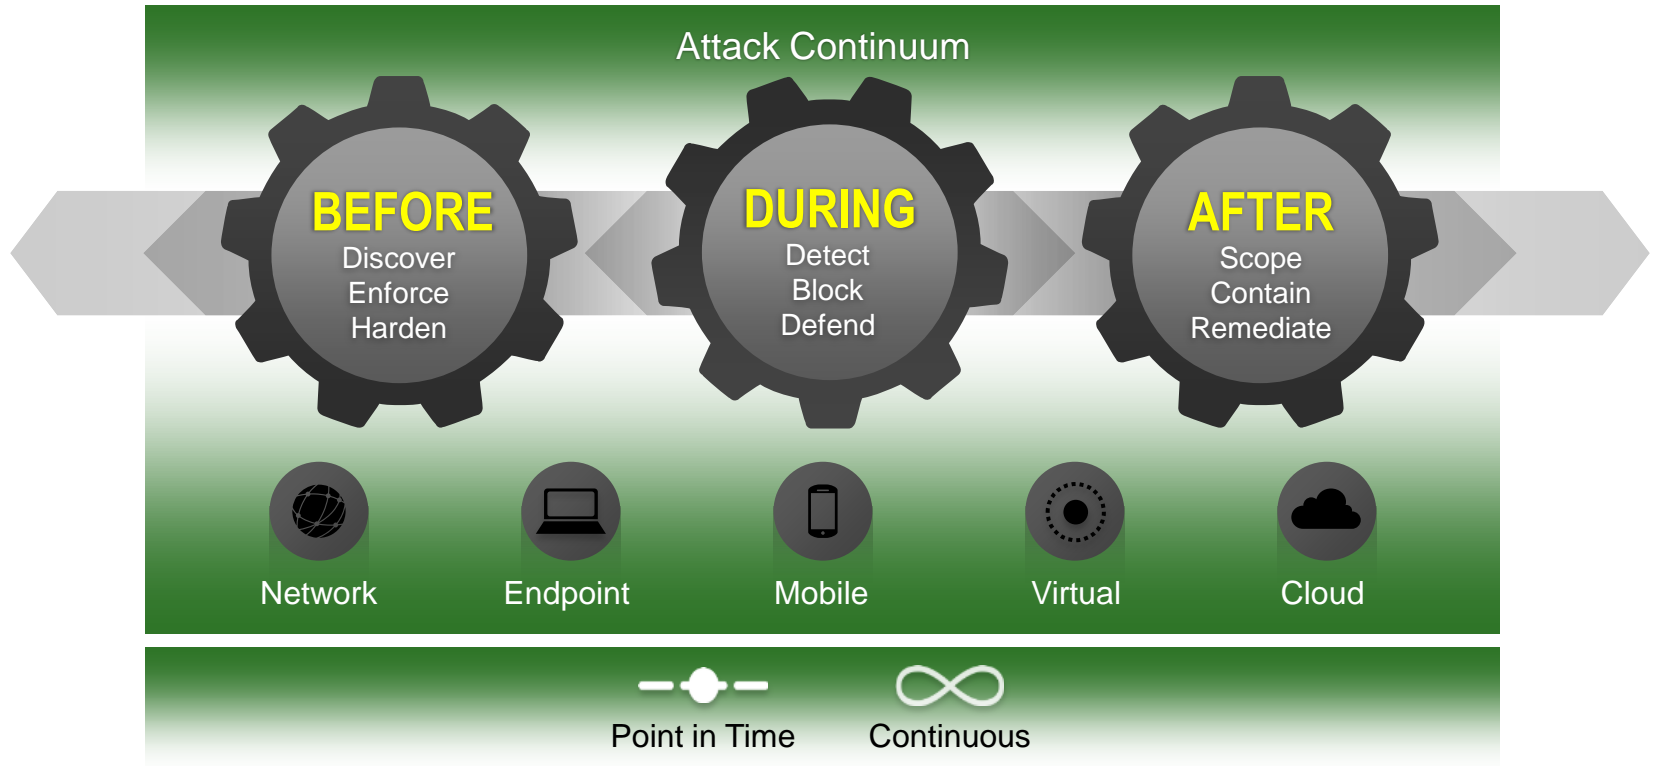 Attack Continuum
BEFORE
Discover
Enforce
Harden
DURING
Detect
Block
Defend
AFTER
Scope
Contain
Remediate
Network
Endpoint
Mobile
Virtual
Cloud
Point in Time
Continuous